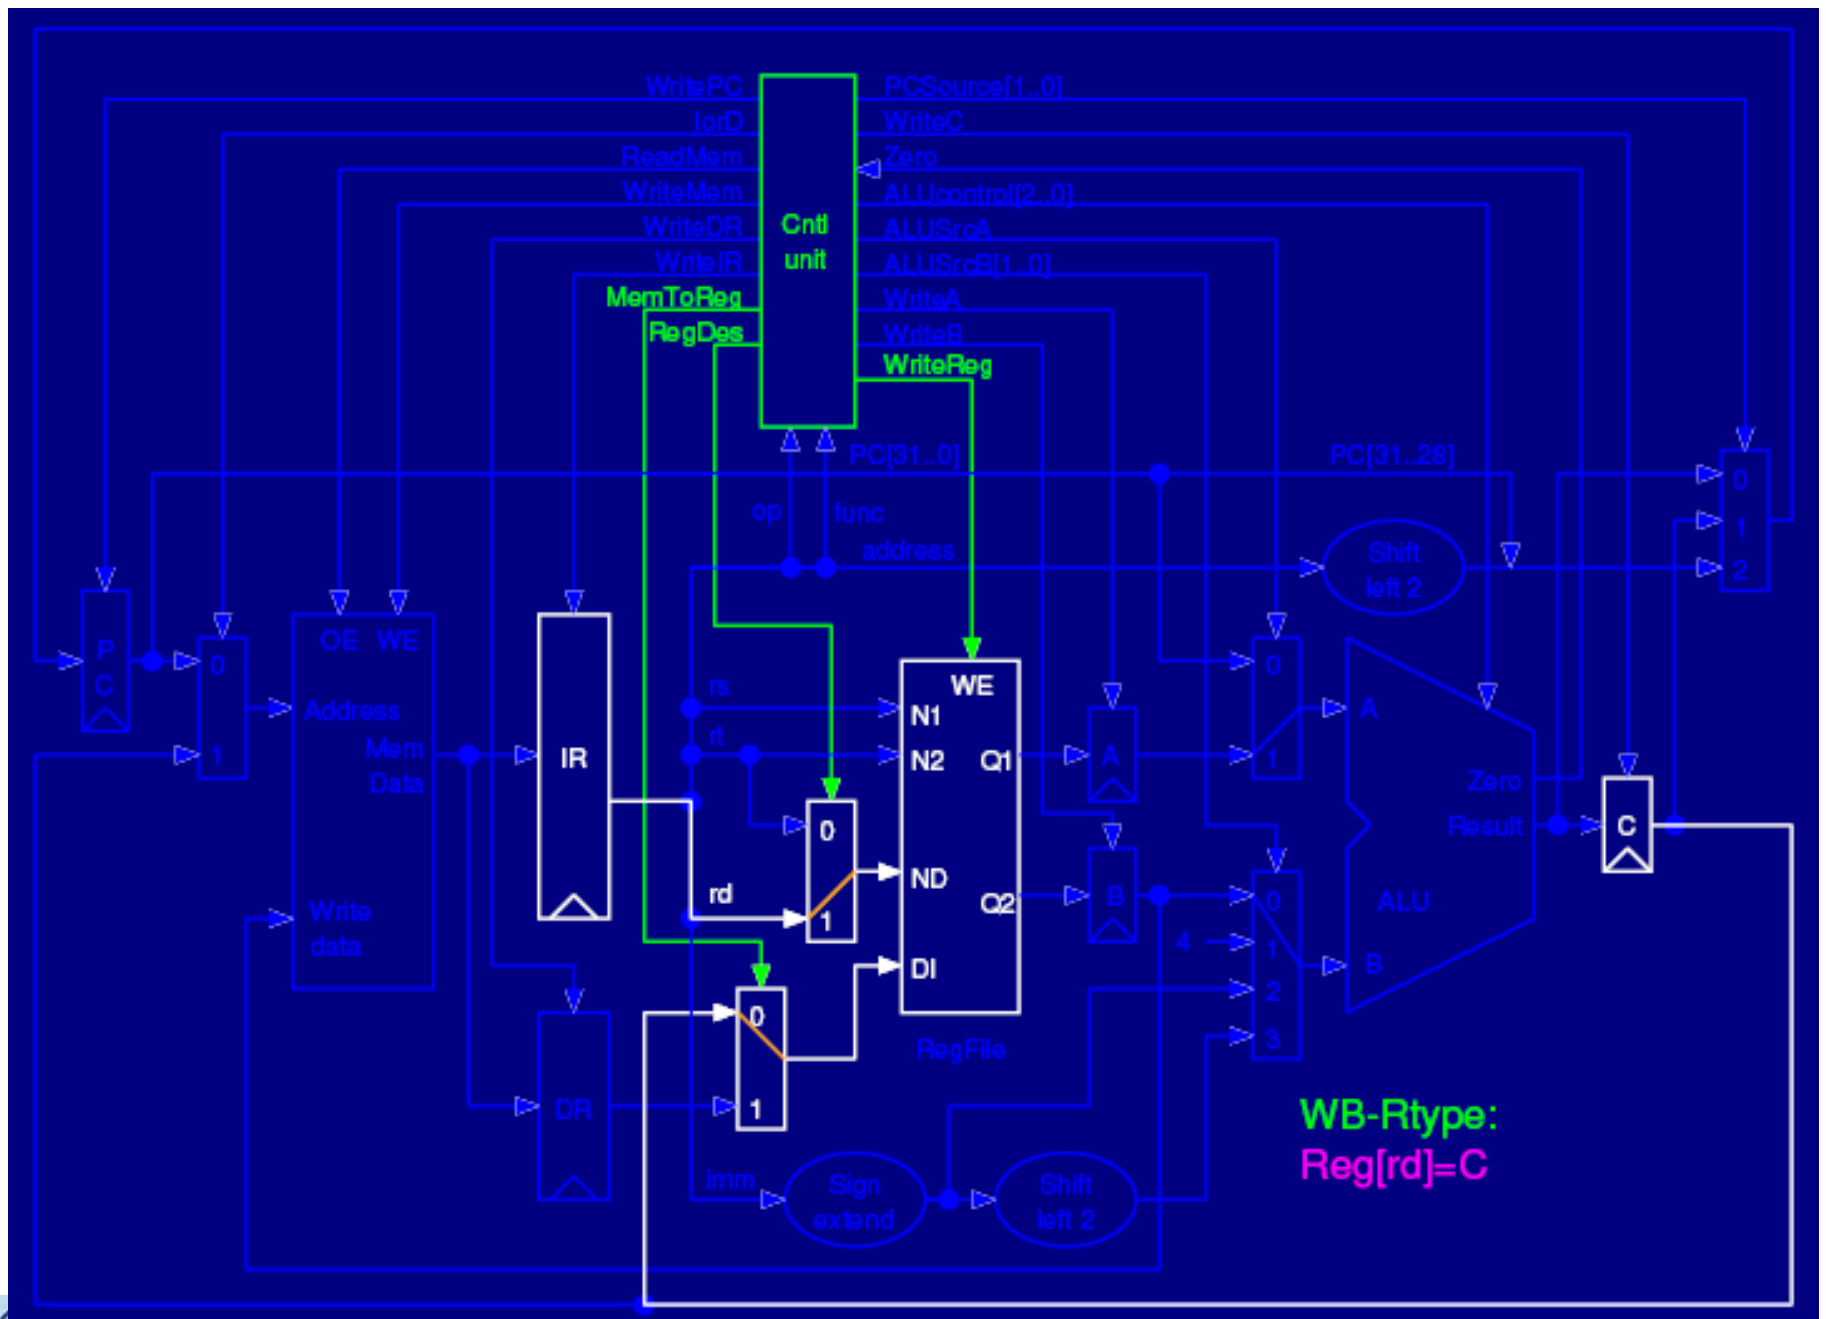 WritePC
PCSource[1..0]
IorD
WriteC
ReadMem
Zero
WriteMem
ALUcontrol[2..0]
WriteDR
ALUSrcA
WriteIR
ALUSrcB[1..0]
MemToReg
WriteA
RegDes
WriteB
WriteReg
Cntl
unit
PC[31..0]
PC[31..28]
op
func
address
Shift
left 2
0
1
2
P
C
0
1
OE WE
Address
Mem
Data
Write
data
IR
rs
rt
rd
0
1
WE
N1
N2
Q1
ND
Q2
DI
RegFile
A
B
0
1
4
0
1
2
3
A
B
Zero
Result
ALU
C
DR
0
1
imm
Sign
extend
Shift
left 2
WB-Rtype:
Reg[rd]=C